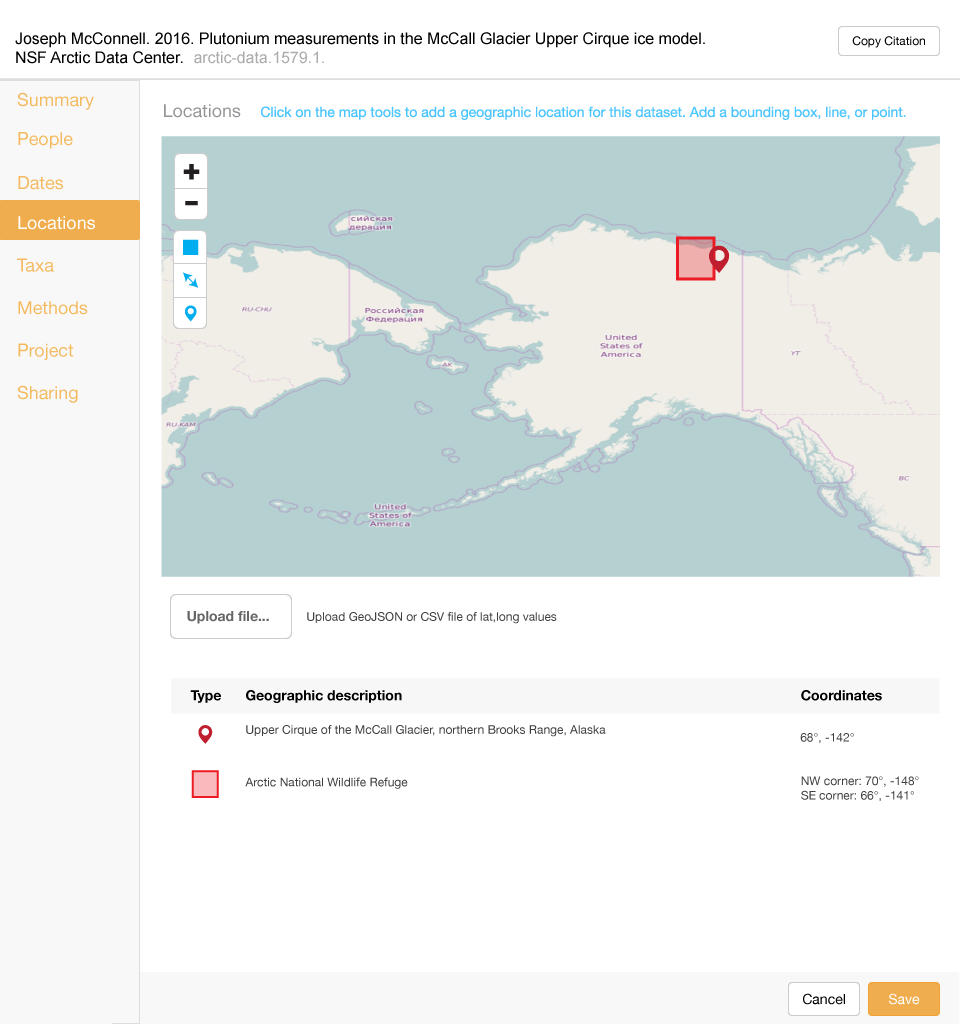 Joseph McConnell. 2016. Plutonium measurements in the McCall Glacier Upper Cirque ice model.
NSF Arctic Data Center. arctic-data.1579.1.
Copy Citation
Summary
People
Dates
Locations
Taxa
Methods
Project
Sharing
Locations
Click on the map tools to add a geographic location for this dataset. Add a bounding box, line, or point.
+
−
сийская
дерация
RU-CHU
Российская
Федерация
AK
United
States of
America
YT
RU-KAM
BC
United
States of
America
Upload file...
Upload GeoJSON or CSV file of lat,long values
Type Geographic description Coordinates
Upper Cirque of the McCall Glacier, northern Brooks Range, Alaska
68°, -142°
Arctic National Wildlife Refuge
NW corner: 70°, -148°
SE corner: 66°, -141°
Cancel
Save